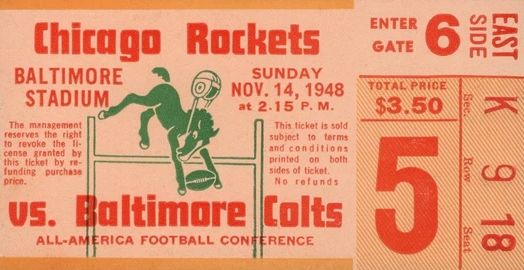 Chicago Rockets
BALTIMORE
STADIUM
SUNDAY
NOV. 14, 1948
at 2.15 P. M.
The management
reserves the right
to revoke the li-
cense granted by
this ticket by re-
funding purchase
price.
This ticket is sold
subject to terms
and conditions
printed on both
sides of ticket.
No refunds
vs. Baltimore Colts
ALL-AMERICA FOOTBALL CONFERENCE
ENTER
GATE 6
EAST
SIDE
TOTAL PRICE
$3.50
5
Sec. K
Row 9
Seat 18